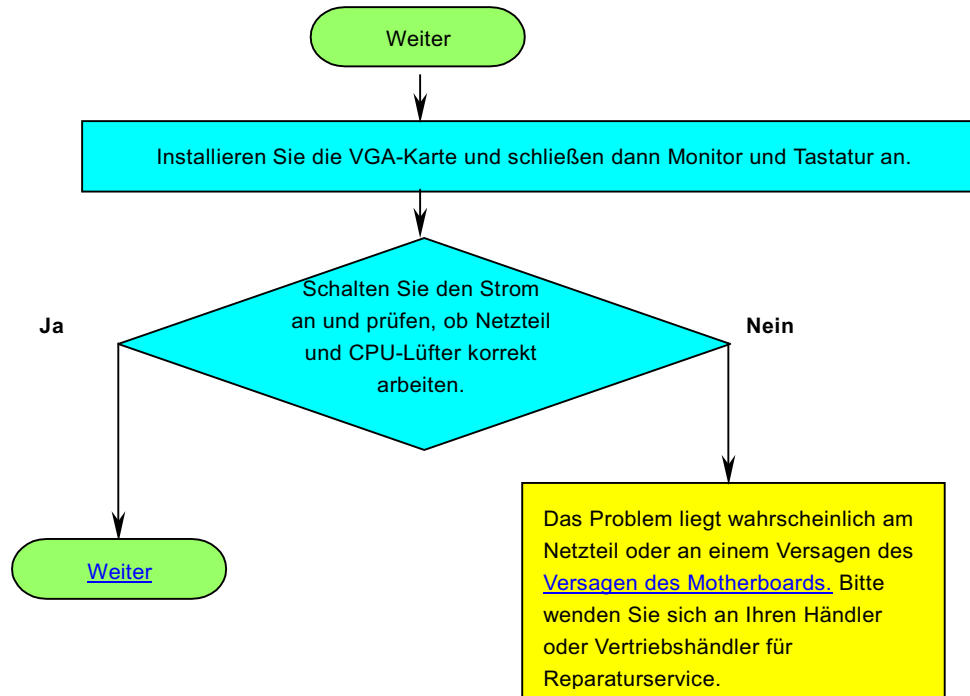 Weiter
Installieren Sie die VGA-Karte und schließen dann Monitor und Tastatur an.
Schalten Sie den Strom
an und prüfen, ob Netzteil
und CPU-Lüfter korrekt
arbeiten.
Ja
Nein
Weiter
Das Problem liegt wahrscheinlich am
Netzteil oder an einem Versagen des
Versagen des Motherboards. Bitte
wenden Sie sich an Ihren Händler
oder Vertriebshändler für
Reparaturservice.